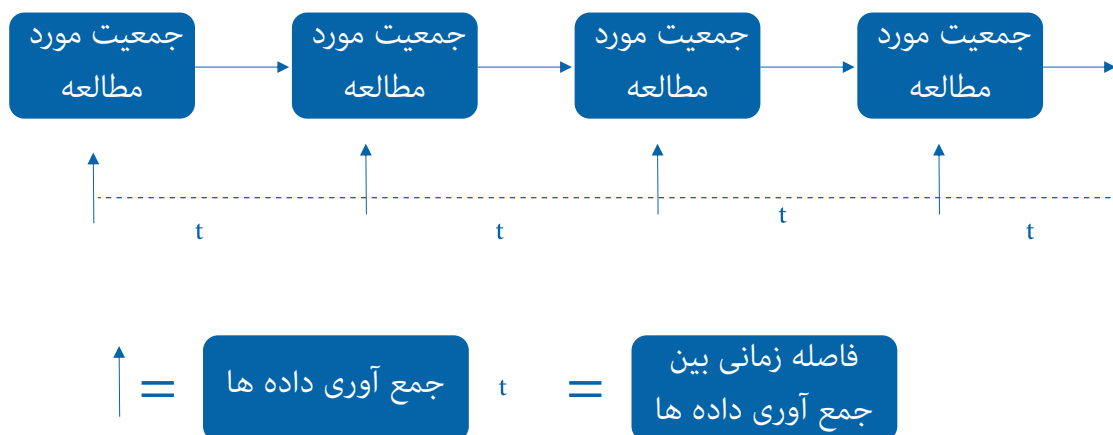 جمعیت مورد
مطالعه
جمعیت مورد
مطالعه
جمعیت مورد
مطالعه
جمعیت مورد
مطالعه
t
t
t
t
=
جمع آوری داده ها
t
=
فاصله زمانی بین
جمع آوری داده ها